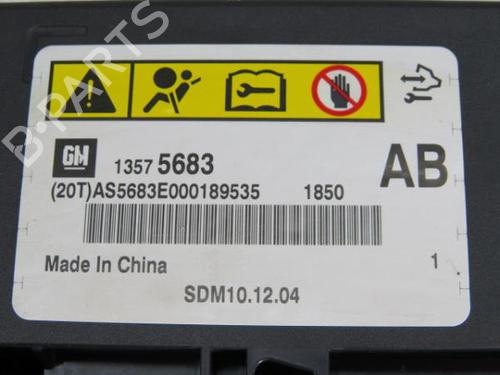 B-PARTS
GM 1357 5683 AB
(20T)AS5683E000189535 1850
Made In China 1
SDM10.12.04